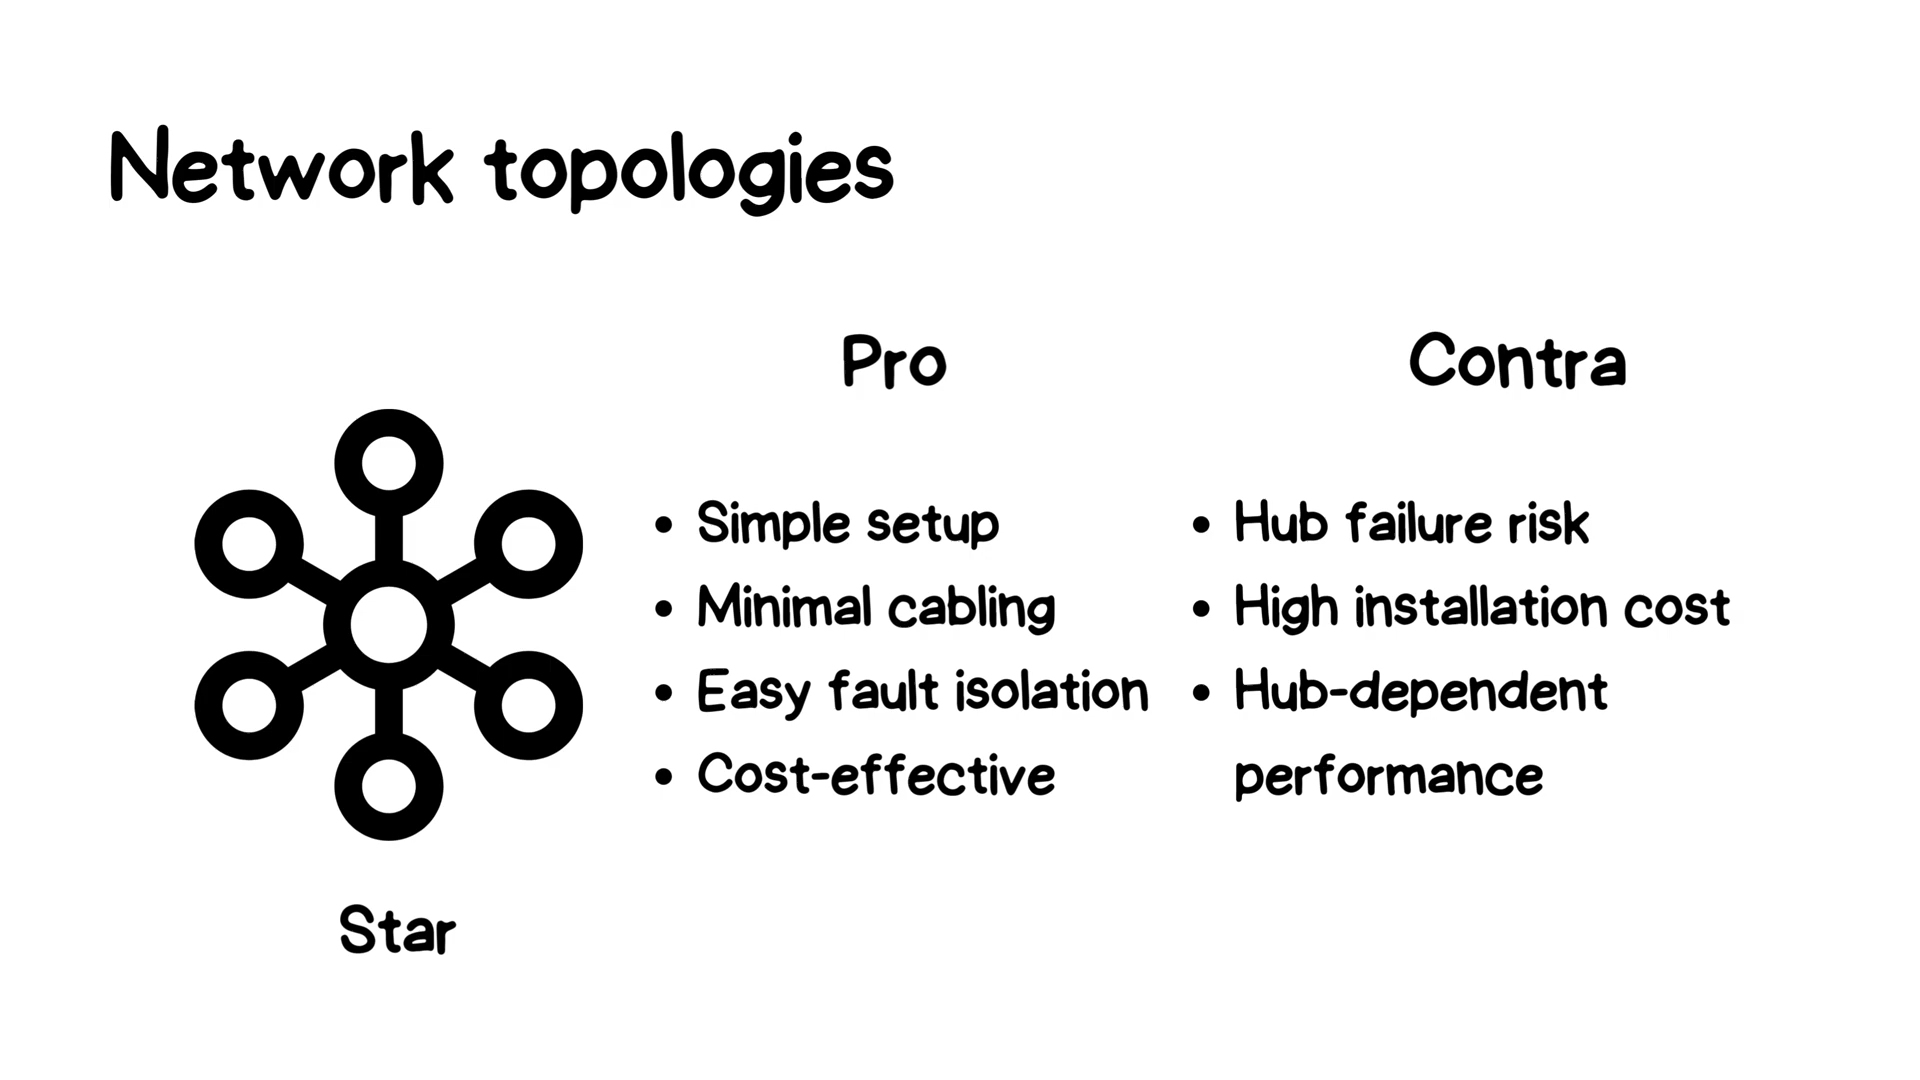 Network topologies
Pro
Contra
• Simple setup
• Minimal cabling
• Easy fault isolation
• Cost-effective
• Hub failure risk
• High installation cost
• Hub-dependent
performance
Star